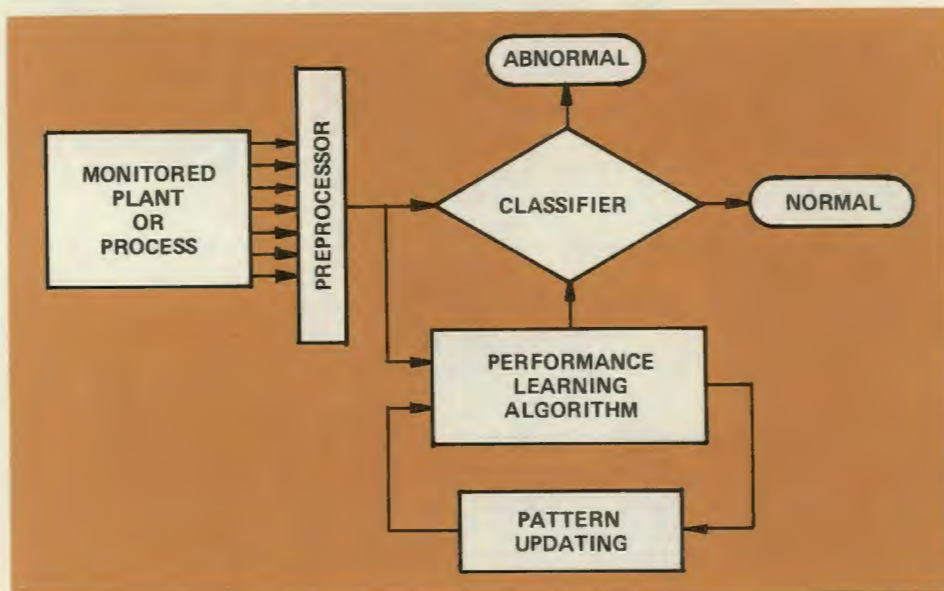 ABNORMAL
MONITORED
PLANT
OR
PROCESS
PREPROCESSOR
CLASSIFIER
NORMAL
PERFORMANCE
LEARNING
ALGORITHM
PATTERN
UPDATING